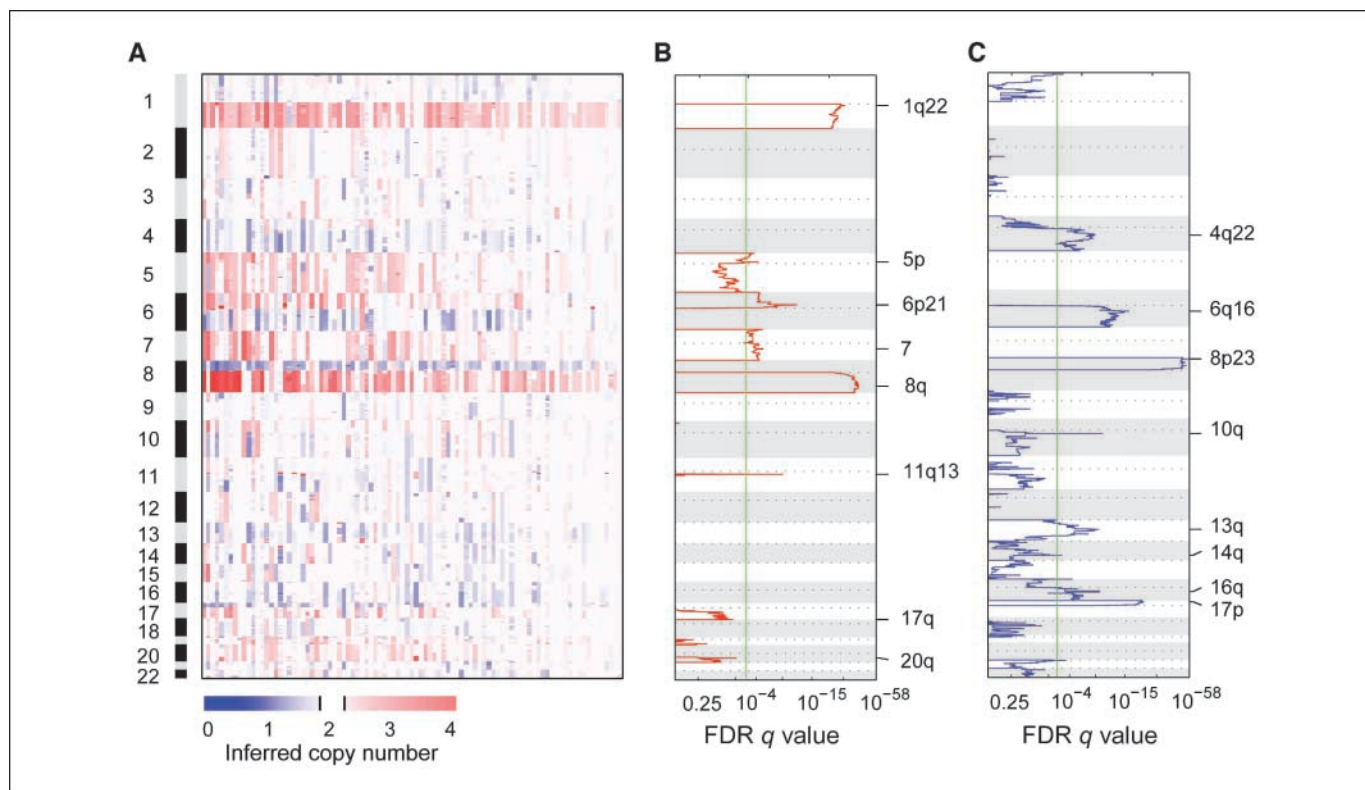 A
B
C
1
2
3
4
5
6
7
8
9
10
11
12
13
14
15
16
17
18
20
22
0 1 2 3 4
Inferred copy number
1q22
5p
6p21
7
8q
11q13
17q
20q
0.25 10⁻⁴ 10⁻¹⁵ 10⁻⁵⁸
FDR q value
4q22
6q16
8p23
10q
13q
14q
16q
17p
0.25 10⁻⁴ 10⁻¹⁵ 10⁻⁵⁸
FDR q value